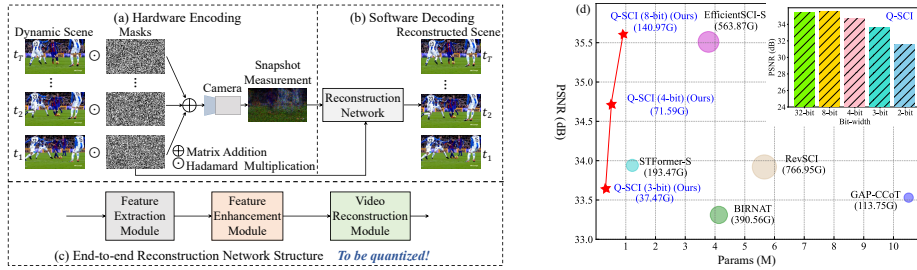 (a) Hardware Encoding
Dynamic Scene
Masks
t_T
t_2
t_1
Camera
Snapshot
Measurement
Matrix Addition
Hadamard Multiplication
(b) Software Decoding
Reconstructed Scene
Reconstruction
Network
t_T
t_2
t_1
Feature
Extraction
Module
Feature
Enhancement
Module
Video
Reconstruction
Module
(c) End-to-end Reconstruction Network Structure To be quantized!
(d)
PSNR (dB)
35.5
35.0
34.5
34.0
33.5
33.0
1 2 3 4 5 6 7 8 9 10
Params (M)
Q-SCI (8-bit) (Ours)
(140.97G)
EfficientSCI-S
(563.87G)
Q-SCI (4-bit) (Ours)
(71.59G)
STFormer-S
(193.47G)
RevSCI
(766.95G)
Q-SCI (3-bit) (Ours)
(37.47G)
BIRNAT
(390.56G)
GAP-CCoT
(113.75G)
Q-SCI
PSNR (dB)
36
34
32
30
28
26
24
32-bit 8-bit 4-bit 3-bit 2-bit
Bit-width